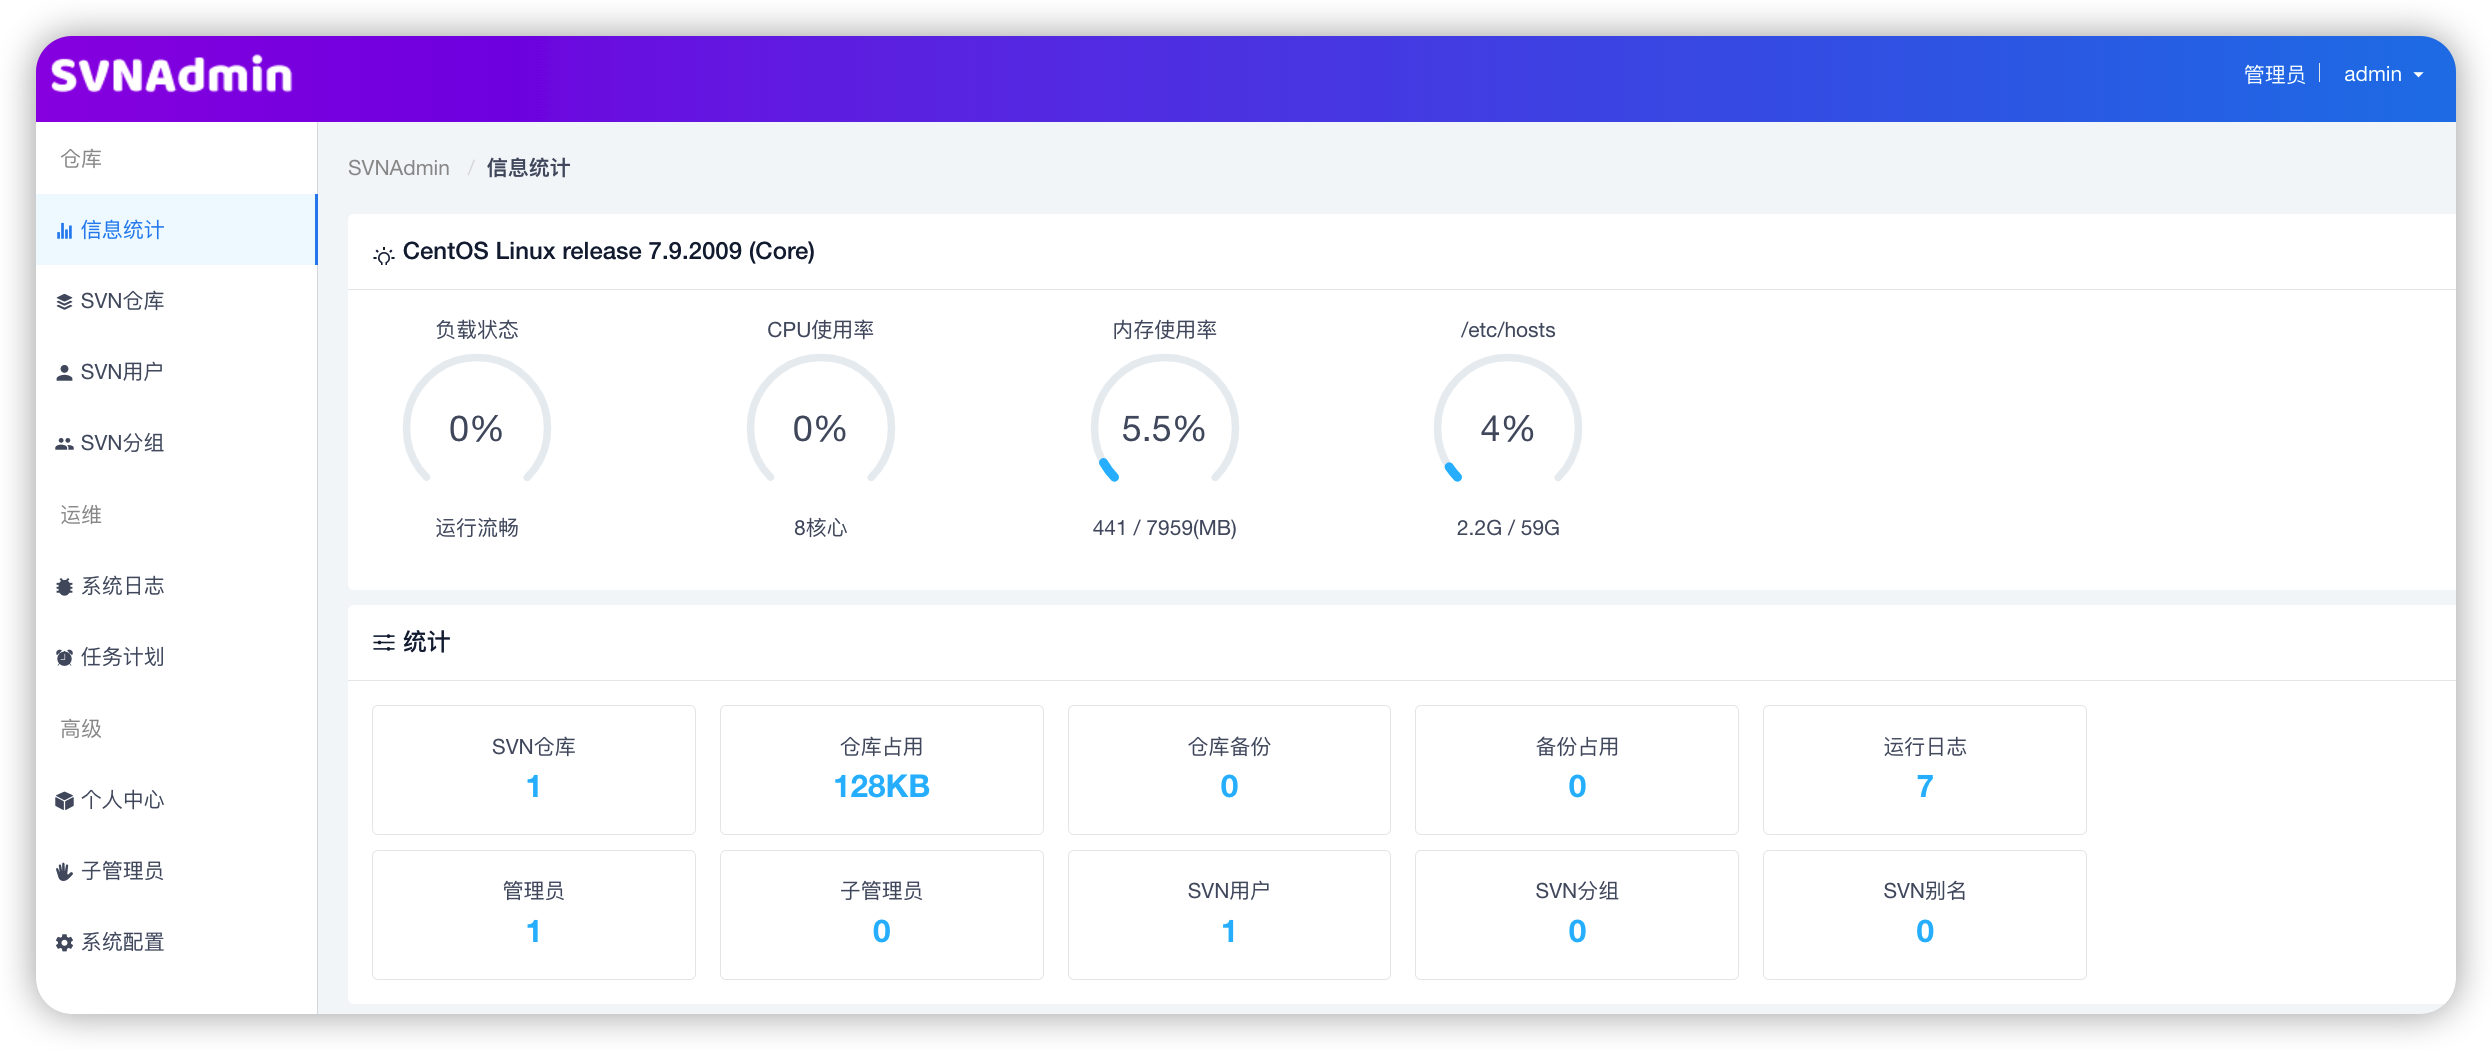 SVNAdmin
管理员 admin
仓库
信息统计
SVN仓库
SVN用户
SVN分组
运维
系统日志
任务计划
高级
个人中心
子管理员
系统配置
SVNAdmin / 信息统计
CentOS Linux release 7.9.2009 (Core)
负载状态
0%
运行流畅
CPU使用率
0%
8核心
内存使用率
5.5%
441 / 7959(MB)
/etc/hosts
4%
2.2G / 59G
统计
SVN仓库
1
仓库占用
128KB
仓库备份
0
备份占用
0
运行日志
7
管理员
1
子管理员
0
SVN用户
1
SVN分组
0
SVN别名
0